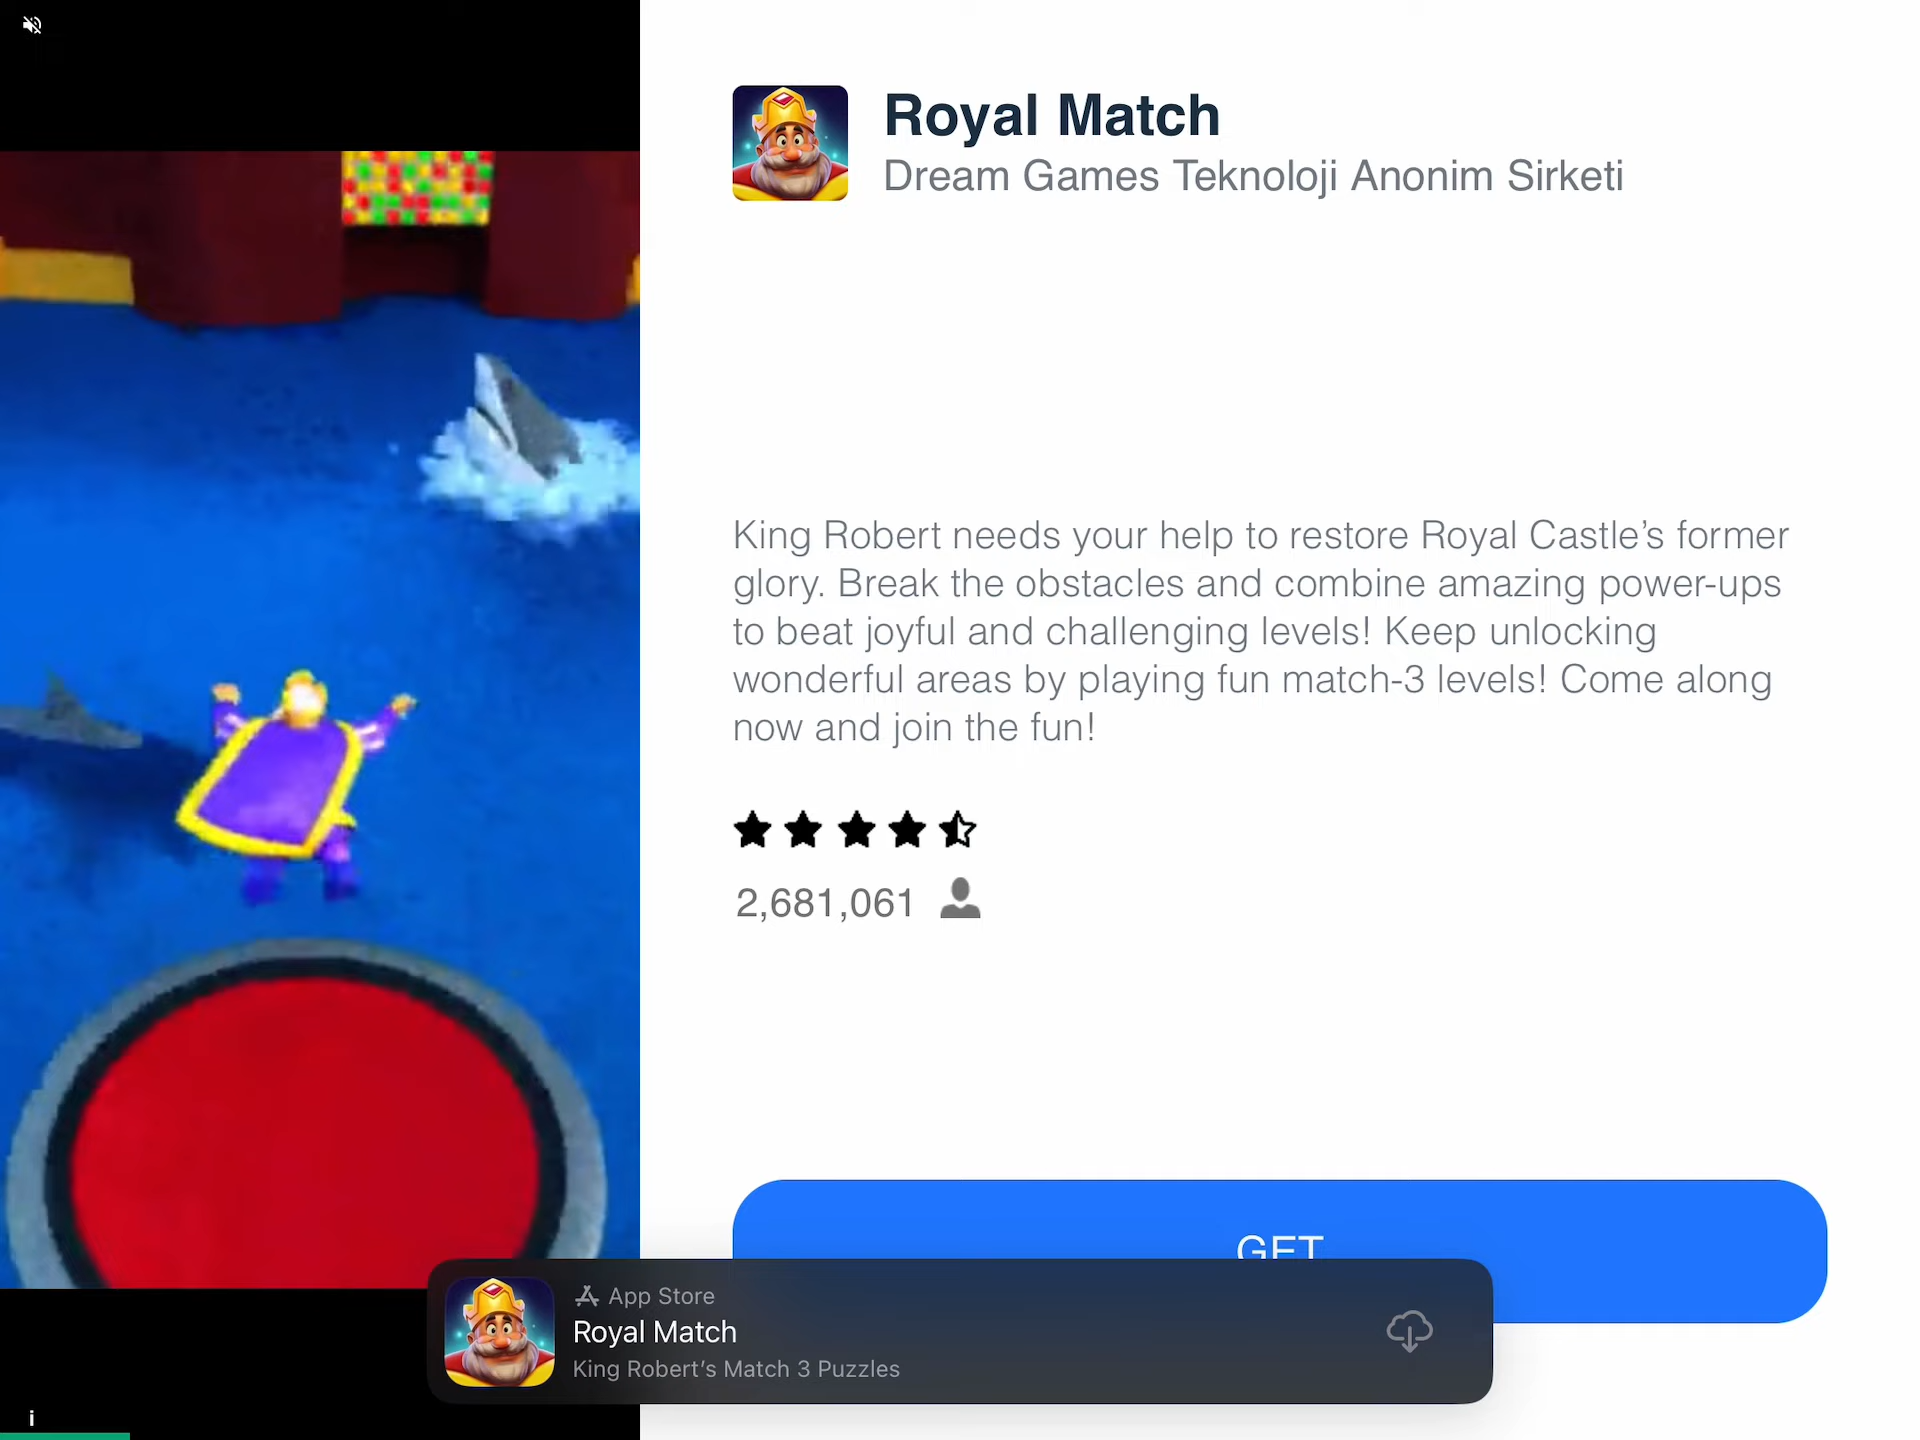 Royal Match
Dream Games Teknoloji Anonim Sirketi
King Robert needs your help to restore Royal Castle’s former
glory. Break the obstacles and combine amazing power-ups
to beat joyful and challenging levels! Keep unlocking
wonderful areas by playing fun match-3 levels! Come along
now and join the fun!
2,681,061
GET
App Store
Royal Match
King Robert’s Match 3 Puzzles
i